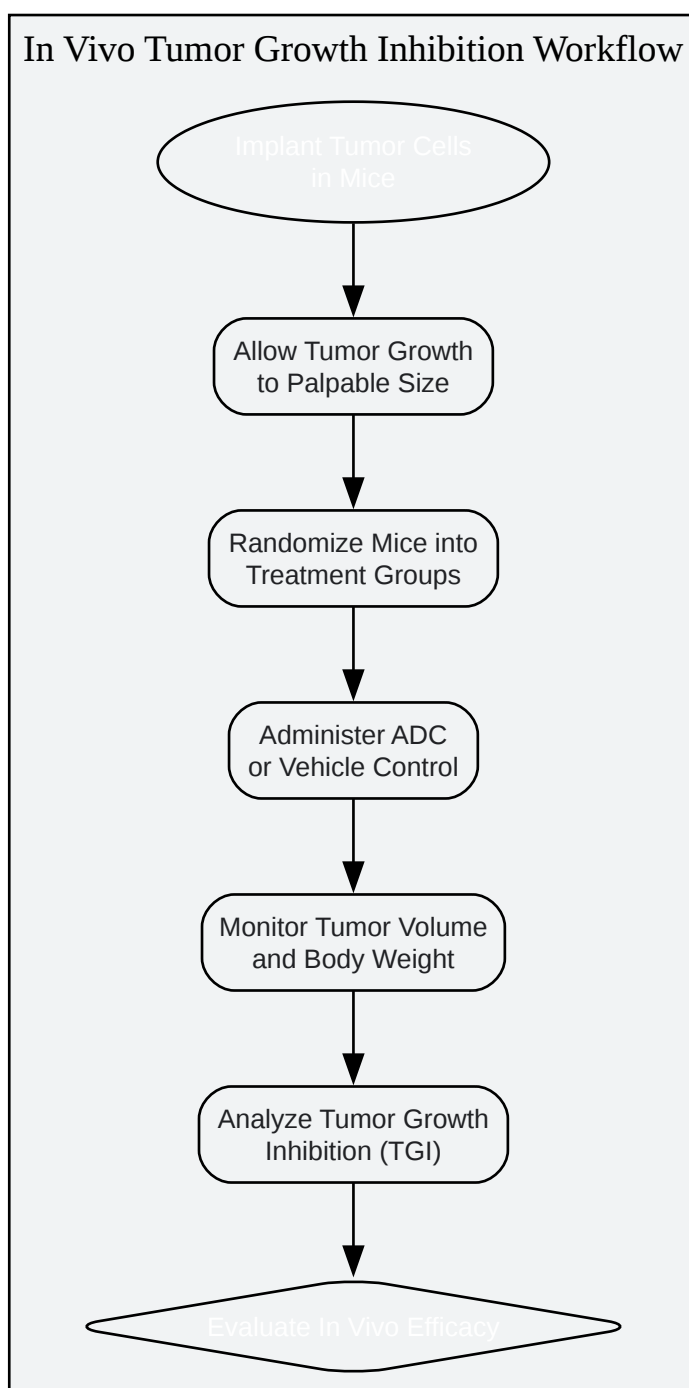 In Vivo Tumor Growth Inhibition Workflow
Implant Tumor Cells
in Mice
Allow Tumor Growth
to Palpable Size
Randomize Mice into
Treatment Groups
Administer ADC
or Vehicle Control
Monitor Tumor Volume
and Body Weight
Analyze Tumor Growth
Inhibition (TGI)
Evaluate In Vivo Efficacy